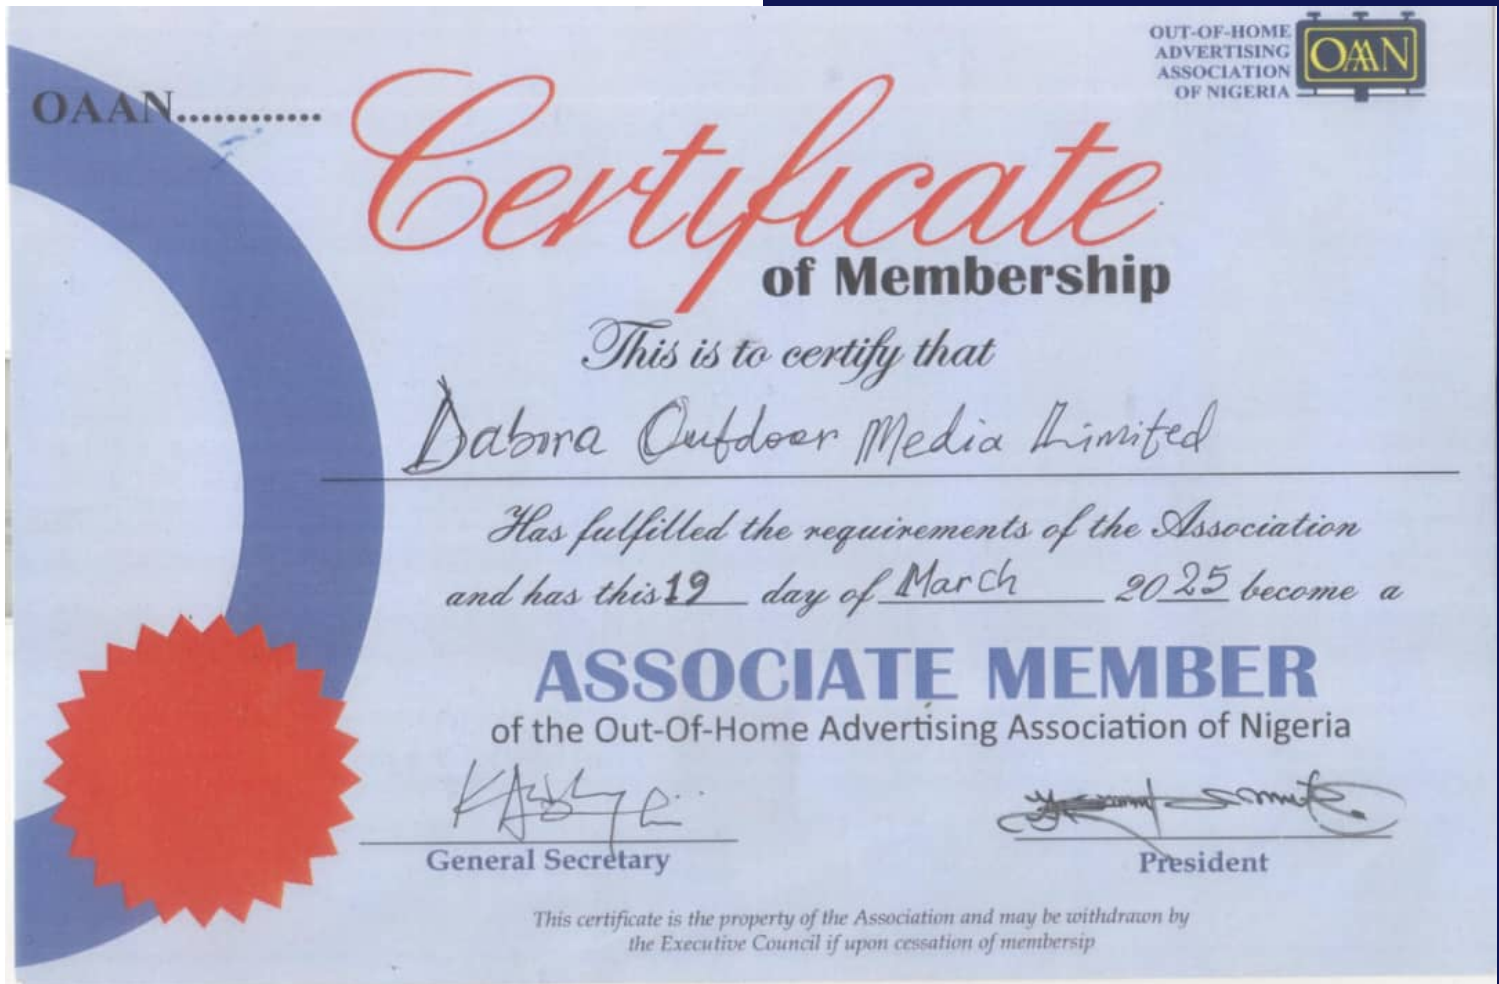 OUT-OF-HOME
ADVERTISING
ASSOCIATION
OF NIGERIA
OAAN
OAAN............
Certificate
of Membership
This is to certify that
Dabira Outdoor Media Limited
Has fulfilled the requirements of the Association
and has this 19 day of March 2025 become a
ASSOCIATE MEMBER
of the Out-Of-Home Advertising Association of Nigeria
General Secretary
President
This certificate is the property of the Association and may be withdrawn by
the Executive Council if upon cessation of membersip